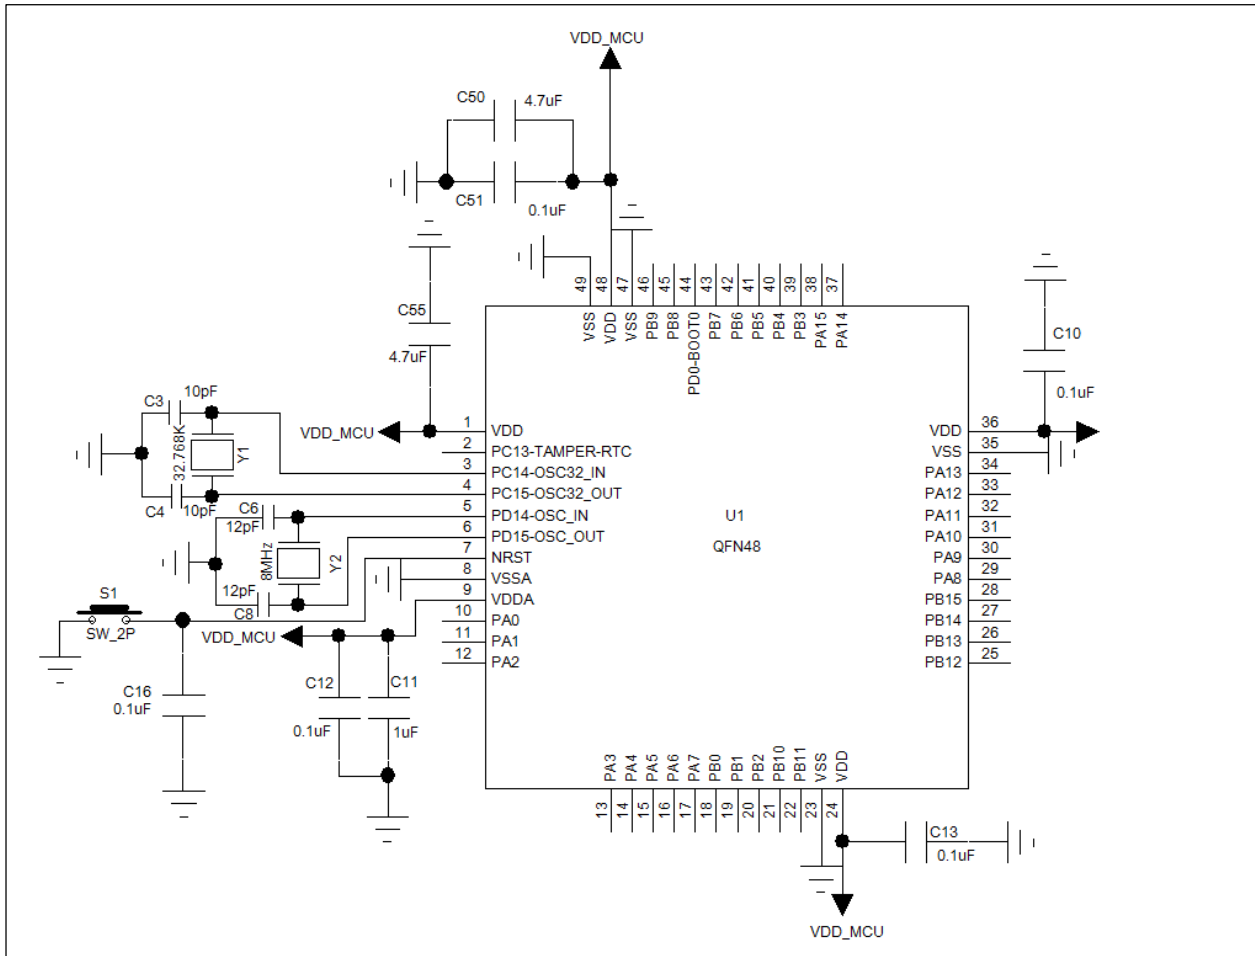 VDD_MCU
C50
4.7uF
C51
0.1uF
49
48
47
46
45
44
43
42
41
40
39
38
37
VSS
VDD
VSS
PB9
PB8
PD0-BOOT0
PB7
PB6
PB5
PB4
PB3
PA15
PA14
C55
4.7uF
C10
0.1uF
C3
10pF
32.768K
Y1
C4
10pF
VDD_MCU
1 VDD
2 PC13-TAMPER-RTC
3 PC14-OSC32_IN
4 PC15-OSC32_OUT
5 PD14-OSC_IN
6 PD15-OSC_OUT
7 NRST
8 VSSA
9 VDDA
10 PA0
11 PA1
12 PA2
C6
12pF
8MHz
Y2
12pF
C8
U1
QFN48
VDD 36
VSS 35
PA13 34
PA12 33
PA11 32
PA10 31
PA9 30
PA8 29
PB15 28
PB14 27
PB13 26
PB12 25
S1
SW_2P
VDD_MCU
C16
0.1uF
C12
0.1uF
C11
1uF
PA3
PA4
PA5
PA6
PA7
PB0
PB1
PB2
PB10
PB11
VSS
VDD
13
14
15
16
17
18
19
20
21
22
23
24
C13
0.1uF
VDD_MCU